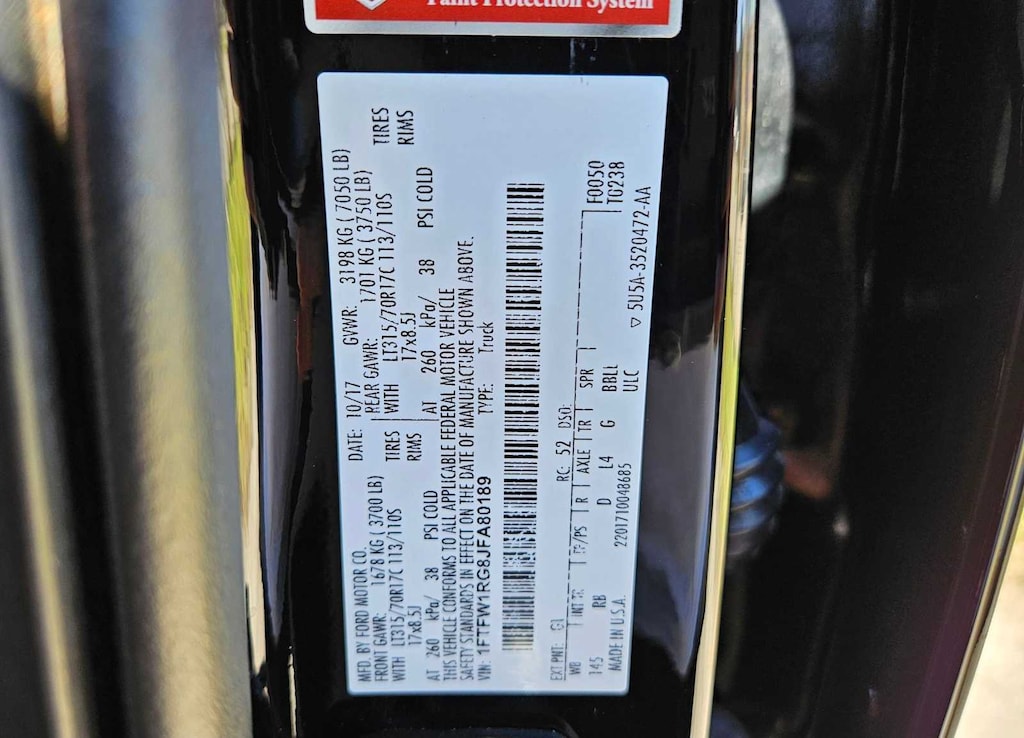 Paint Protection System
MFD. BY FORD MOTOR CO. DATE: 10/17 GVWR: 3198 KG ( 7050 LB)
FRONT GAWR: 1678 KG ( 3700 LB) REAR GAWR: 1701 KG ( 3750 LB)
WITH LT315/70R17C 113/110S TIRES WITH LT315/70R17C 113/110S TIRES
17x8.5J RIMS 17x8.5J RIMS
AT 260 kPa/ 38 PSI COLD AT 260 kPa/ 38 PSI COLD
THIS VEHICLE CONFORMS TO ALL APPLICABLE FEDERAL MOTOR VEHICLE
SAFETY STANDARDS IN EFFECT ON THE DATE OF MANUFACTURE SHOWN ABOVE.
VIN: 1FTFW1RG8JFA80189 TYPE: Truck
EXT PNT: G1 RC: 52 DSO: F0050
WB INT TR TP/PS R AXLE TR SPR TG238
145 RB D L4 G BBLL
MADE IN U.S.A. 2201710048685 ULC ▽ 5U5A-3520472-AA